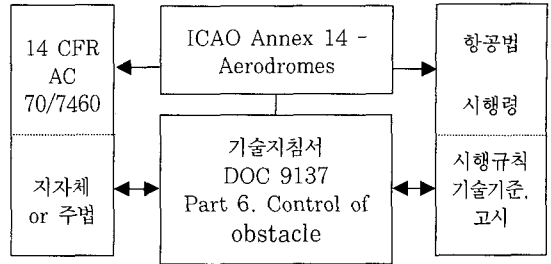 14 CFR
AC
70/7460
지자체
or 주법
ICAO Annex 14 -
Aerodromes
기술지침서
DOC 9137
Part 6. Control of
obstacle
항공법
시행령
시행규칙
기술기준,
고시